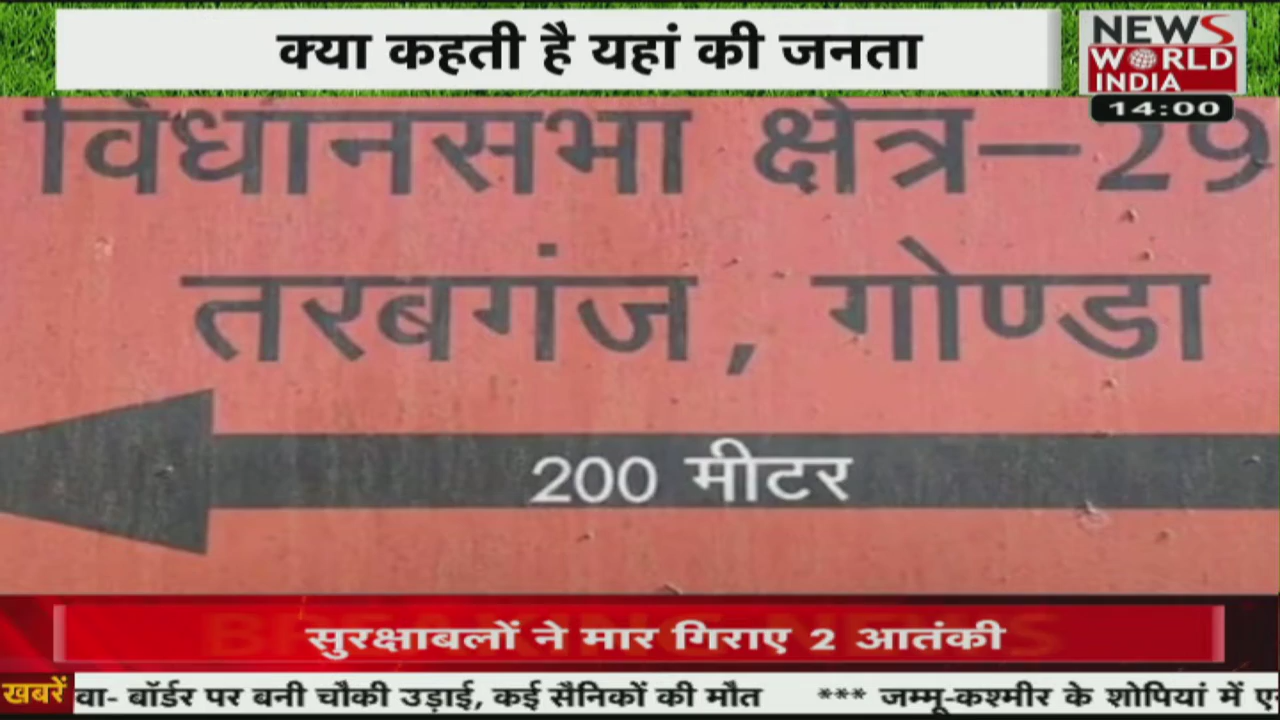 क्या कहती है यहां की जनता
NEWS
WORLD
INDIA
14:00
विधानसभा क्षेत्र-29
तरबगंज, गोण्डा
200 मीटर
सुरक्षाबलों ने मार गिराए 2 आतंकी
खबरें वा- बॉर्डर पर बनी चौकी उड़ाई, कई सैनिकों की मौत *** जम्मू-कश्मीर के शोपियां में ए